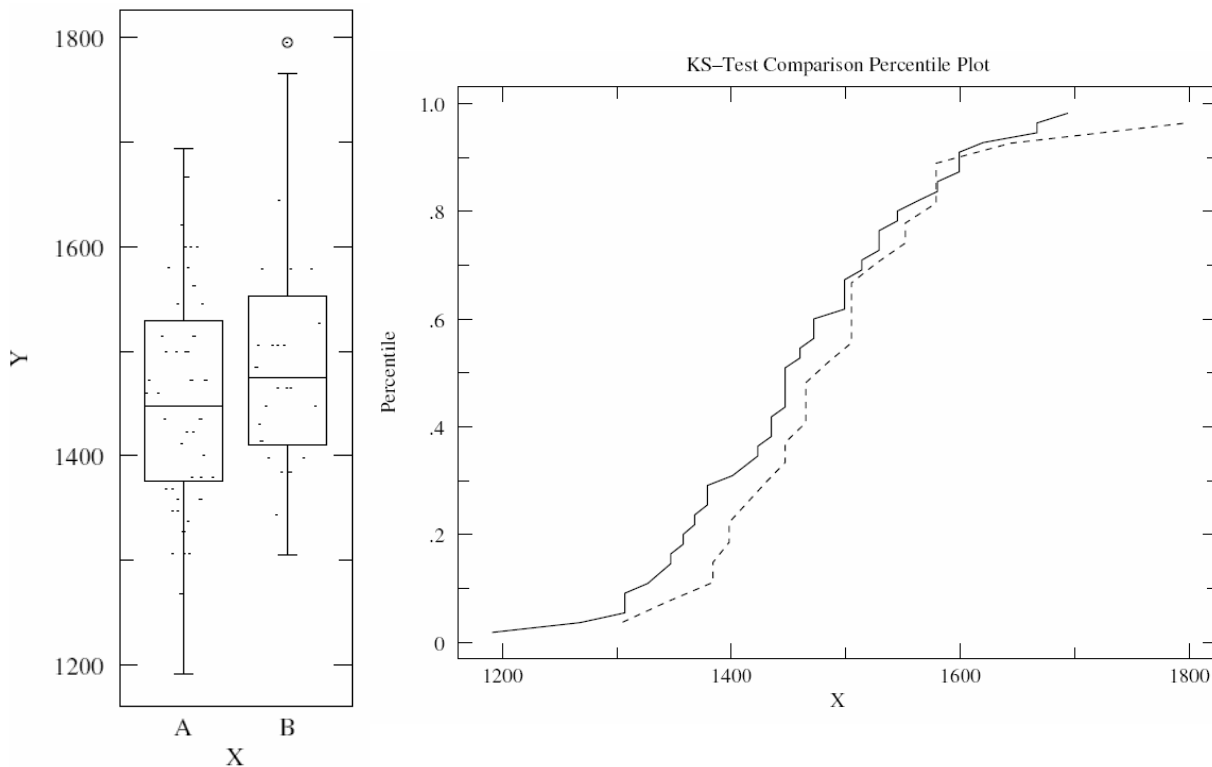 1800
1600
Y
1400
1200
A B
X
KS–Test Comparison Percentile Plot
1.0
.8
.6
Percentile
.4
.2
0
1200 1400 1600 1800
X